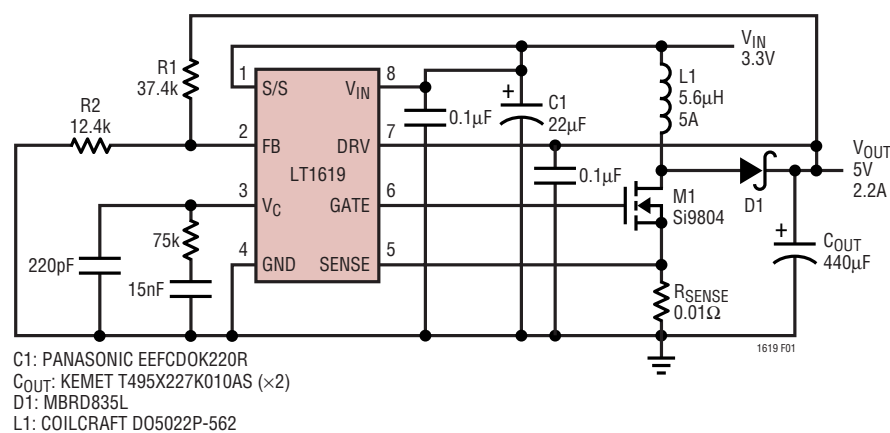 R1
37.4k
R2
12.4k
1
S/S
VIN
8
2
FB
DRV
7
LT1619
3
VC
GATE
6
4
GND
SENSE
5
75k
220pF
15nF
0.1µF
+
C1
22µF
0.1µF
VIN
3.3V
L1
5.6µH
5A
M1
Si9804
D1
VOUT
5V
2.2A
+
COUT
440µF
RSENSE
0.01Ω
1619 F01
C1: PANASONIC EEFCDOK220R
COUT: KEMET T495X227K010AS (×2)
D1: MBRD835L
L1: COILCRAFT DO5022P-562